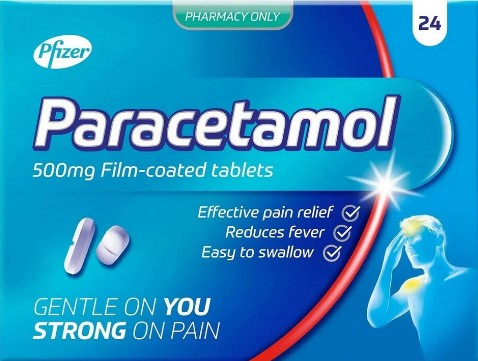 PHARMACY ONLY
24
Pfizer
Paracetamol
500mg Film-coated tablets
Effective pain relief
Reduces fever
Easy to swallow
GENTLE ON YOU
STRONG ON PAIN